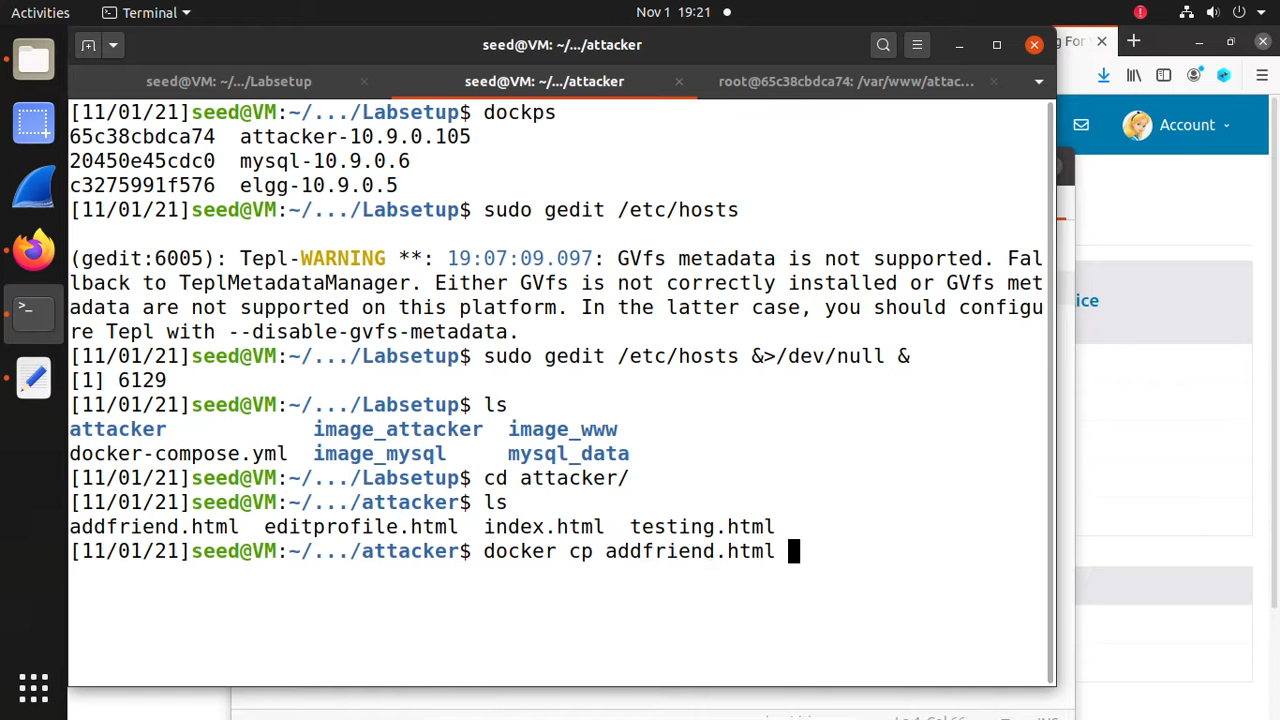 Activities
Terminal
Nov 1 19:21
seed@VM: ~/.../attacker
seed@VM: ~/.../Labsetup
seed@VM: ~/.../attacker
root@65c38cbdca74: /var/www/attac...
[11/01/21]seed@VM:~/.../Labsetup$ dockps
65c38cbdca74 attacker-10.9.0.105
20450e45cdc0 mysql-10.9.0.6
c3275991f576 elgg-10.9.0.5
[11/01/21]seed@VM:~/.../Labsetup$ sudo gedit /etc/hosts
(gedit:6005): Tepl-WARNING **: 19:07:09.097: GVfs metadata is not supported. Fal
lback to TeplMetadataManager. Either GVfs is not correctly installed or GVfs met
adata are not supported on this platform. In the latter case, you should configu
re Tepl with --disable-gvfs-metadata.
[11/01/21]seed@VM:~/.../Labsetup$ sudo gedit /etc/hosts &>/dev/null &
[1] 6129
[11/01/21]seed@VM:~/.../Labsetup$ ls
attacker image_attacker image_www
docker-compose.yml image_mysql mysql_data
[11/01/21]seed@VM:~/.../Labsetup$ cd attacker/
[11/01/21]seed@VM:~/.../attacker$ ls
addfriend.html editprofile.html index.html testing.html
[11/01/21]seed@VM:~/.../attacker$ docker cp addfriend.html
g For
Account
ice